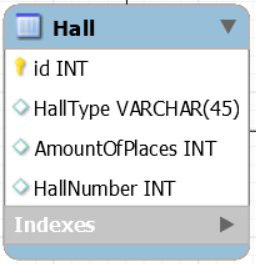 Hall
id INT
HallType VARCHAR(45)
AmountOfPlaces INT
HallNumber INT
Indexes